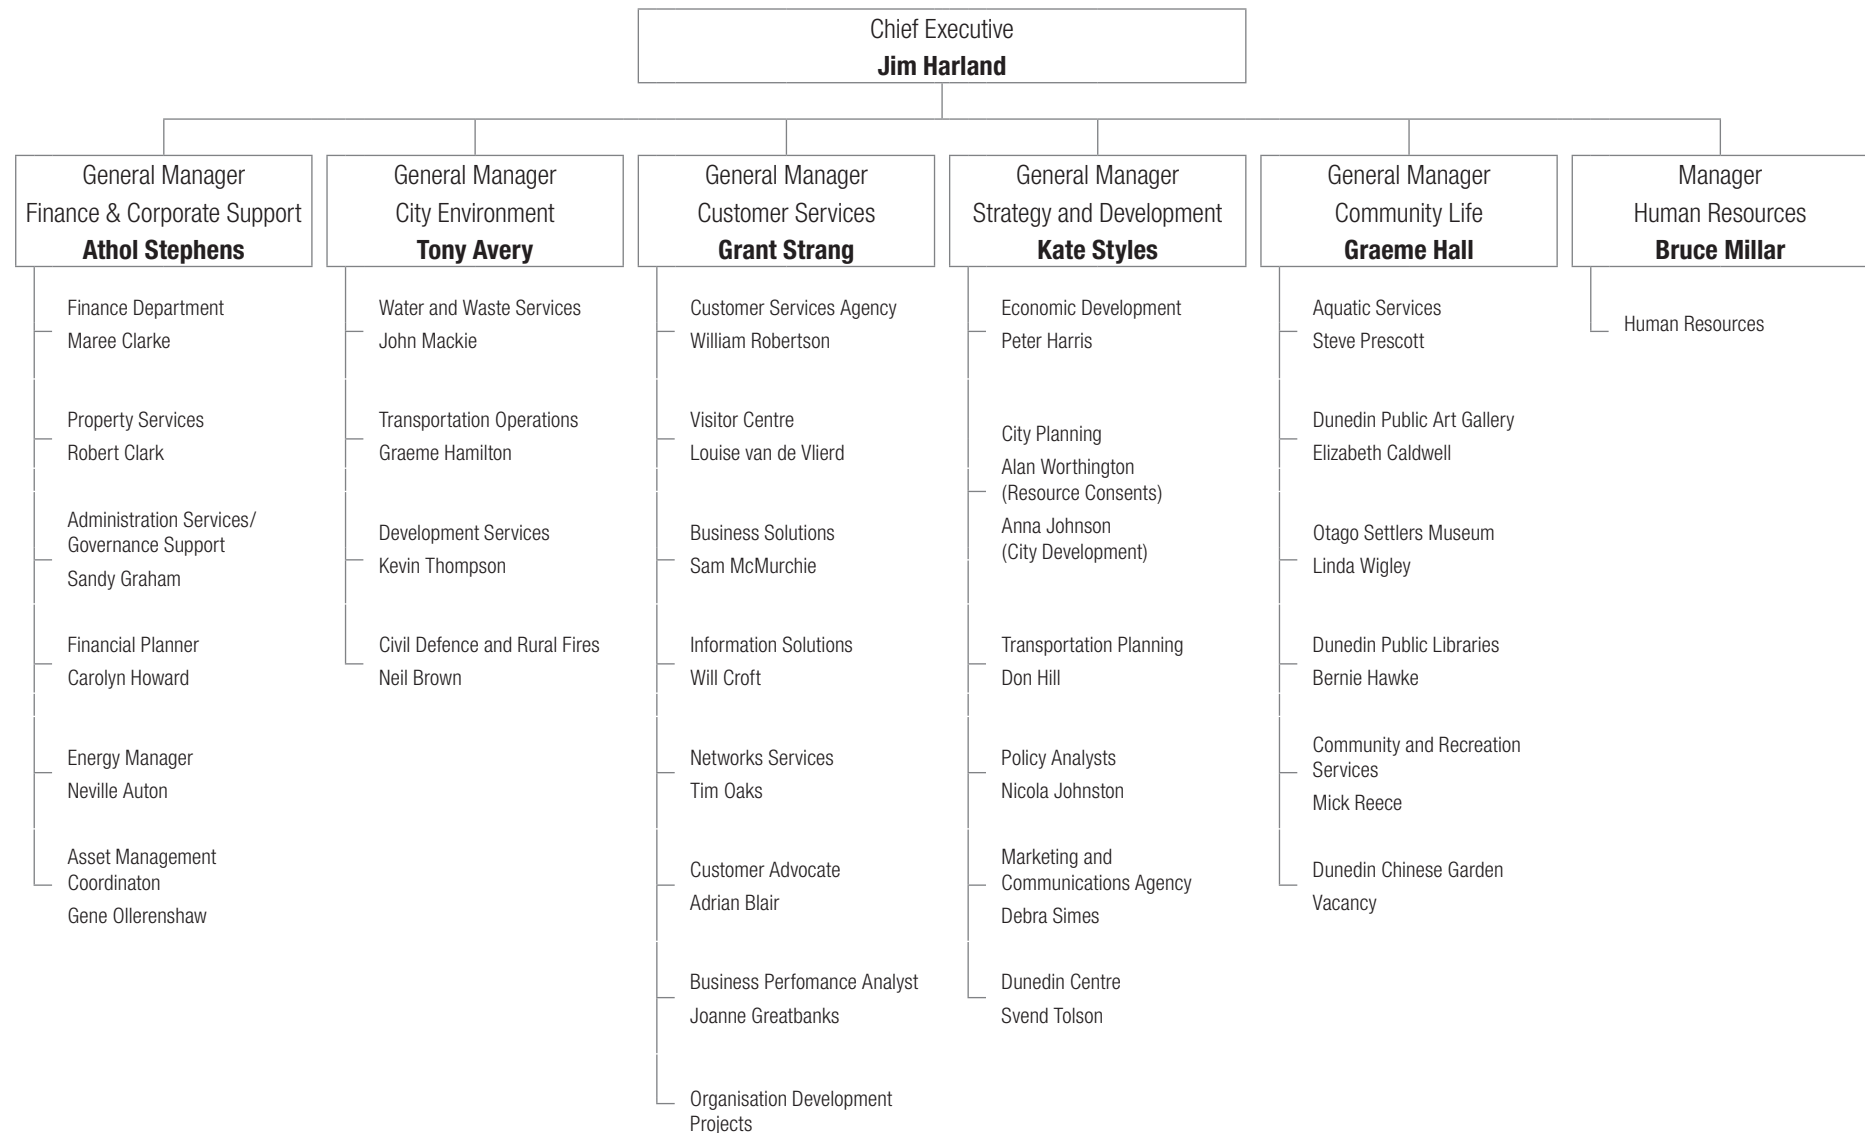 Chief Executive
Jim Harland
General Manager
Finance & Corporate Support
Athol Stephens
Finance Department
Maree Clarke
Property Services
Robert Clark
Administration Services/
Governance Support
Sandy Graham
Financial Planner
Carolyn Howard
Energy Manager
Neville Auton
Asset Management
Coordinaton
Gene Ollerenshaw
General Manager
City Environment
Tony Avery
Water and Waste Services
John Mackie
Transportation Operations
Graeme Hamilton
Development Services
Kevin Thompson
Civil Defence and Rural Fires
Neil Brown
General Manager
Customer Services
Grant Strang
Customer Services Agency
William Robertson
Visitor Centre
Louise van de Vlierd
Business Solutions
Sam McMurchie
Information Solutions
Will Croft
Networks Services
Tim Oaks
Customer Advocate
Adrian Blair
Business Perfomance Analyst
Joanne Greatbanks
Organisation Development
Projects
General Manager
Strategy and Development
Kate Styles
Economic Development
Peter Harris
City Planning
Alan Worthington
(Resource Consents)
Anna Johnson
(City Development)
Transportation Planning
Don Hill
Policy Analysts
Nicola Johnston
Marketing and
Communications Agency
Debra Simes
Dunedin Centre
Svend Tolson
General Manager
Community Life
Graeme Hall
Aquatic Services
Steve Prescott
Dunedin Public Art Gallery
Elizabeth Caldwell
Otago Settlers Museum
Linda Wigley
Dunedin Public Libraries
Bernie Hawke
Community and Recreation
Services
Mick Reece
Dunedin Chinese Garden
Vacancy
Manager
Human Resources
Bruce Millar
Human Resources